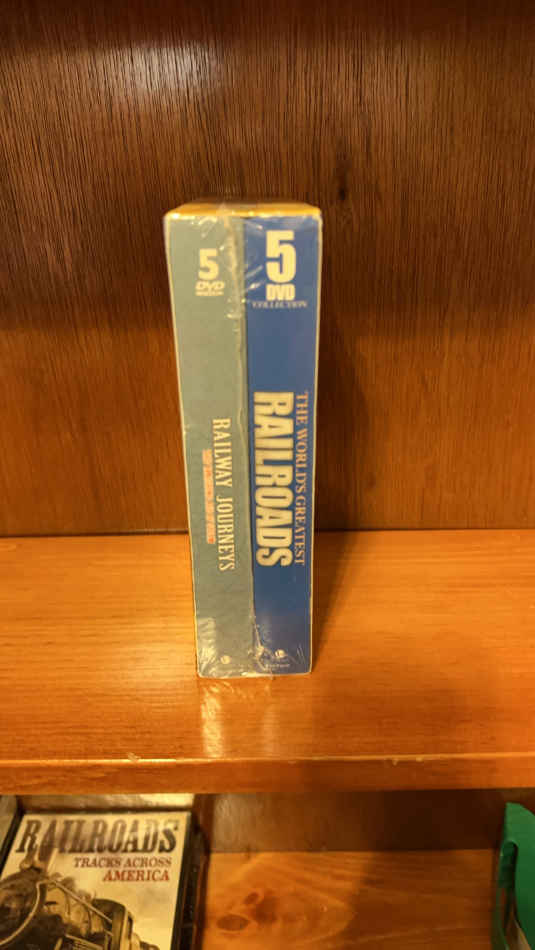 5
DVD
RAILWAY JOURNEYS
5
DVD
COLLECTION
THE WORLD'S GREATEST
RAILROADS
RAILROADS
TRACKS ACROSS
AMERICA